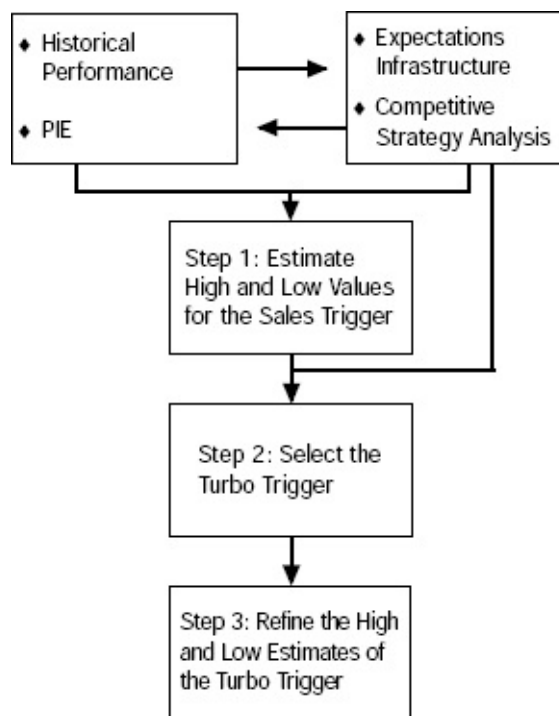 ♦ Historical
Performance
♦ PIE
♦ Expectations
Infrastructure
♦ Competitive
Strategy Analysis
Step 1: Estimate
High and Low Values
for the Sales Trigger
Step 2: Select the
Turbo Trigger
Step 3: Refine the High
and Low Estimates of
the Turbo Trigger